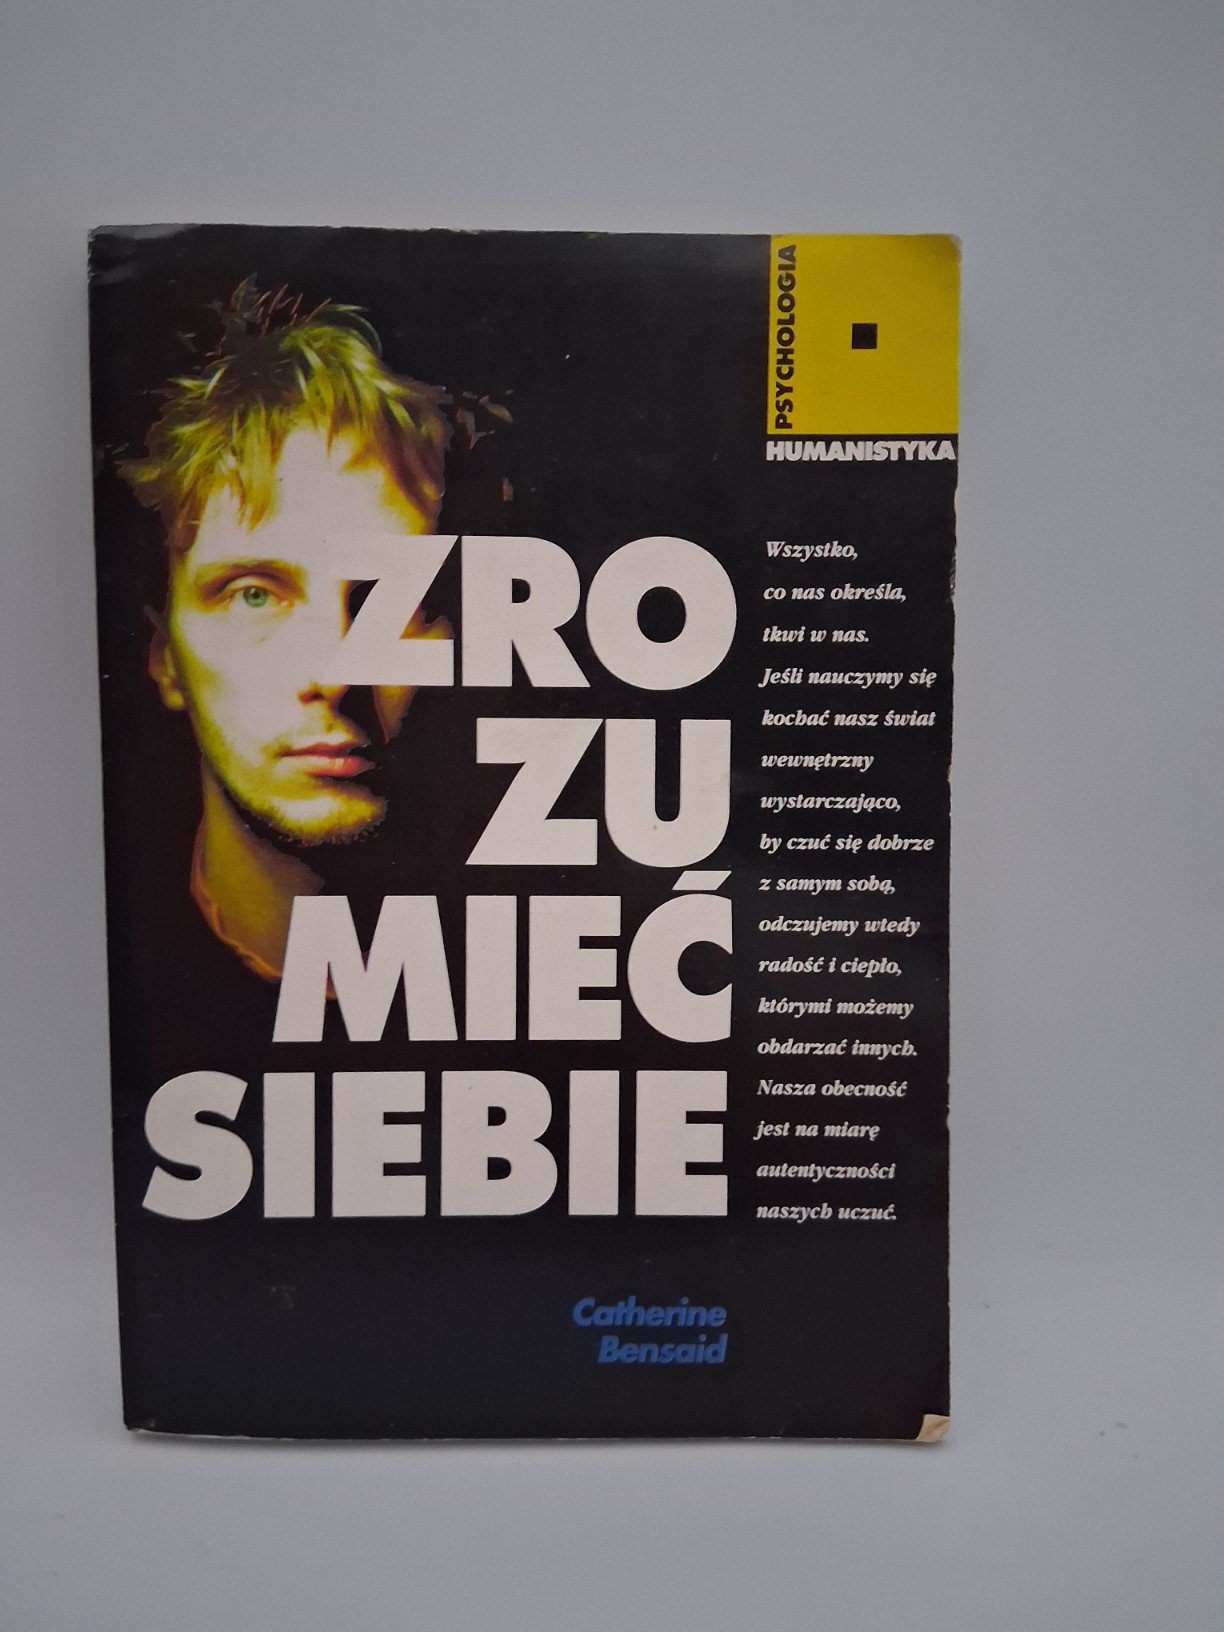 PSYCHOLOGIA
HUMANISTYKA
ZRO
ZU
MIEĆ
SIEBIE
Wszystko,
co nas określa,
tkwi w nas.
Jeśli nauczymy się
kochać nasz świat
wewnętrzny
wystarczająco,
by czuć się dobrze
z samym sobą,
odczujemy wtedy
radość i ciepło,
którymi możemy
obdarzać innych.
Nasza obecność
jest na miarę
autentyczności
naszych uczuć.
Catherine
Bensaid